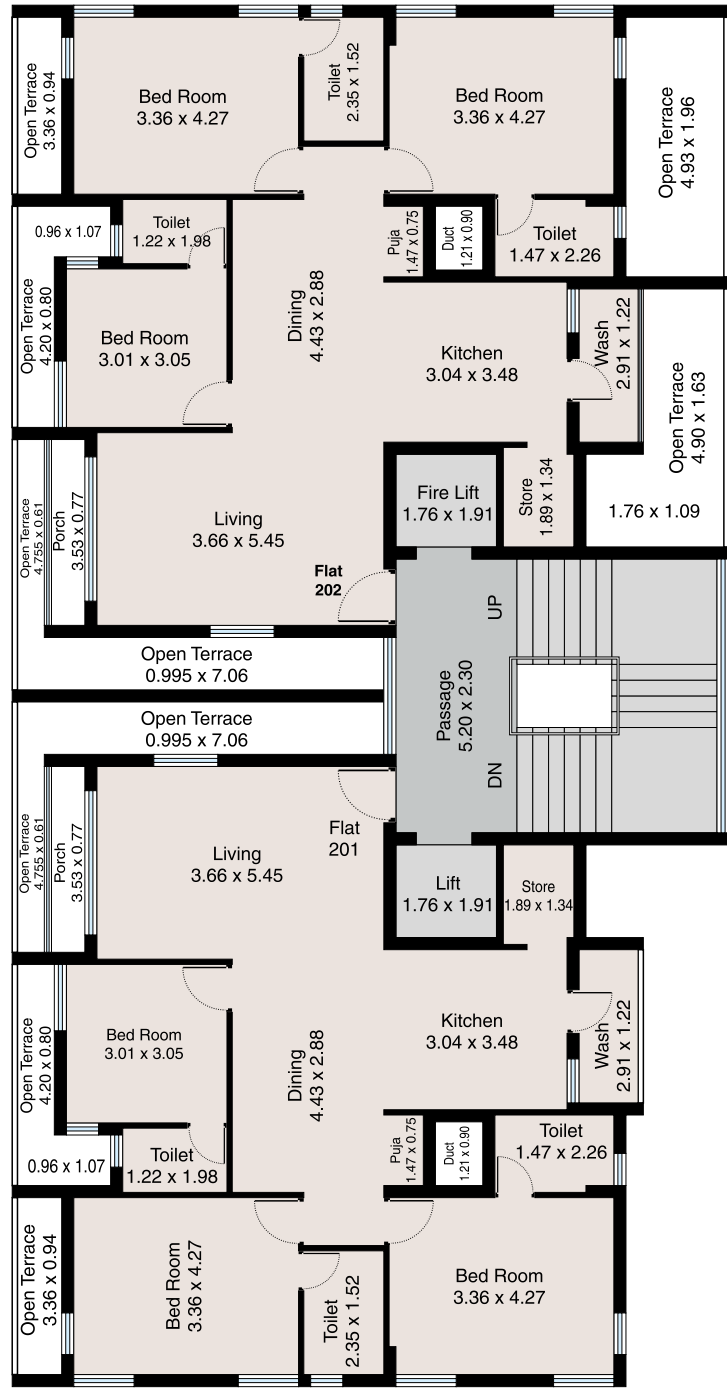 Open Terrace
3.36 x 0.94
Bed Room
3.36 x 4.27
Toilet
2.35 x 1.52
Bed Room
3.36 x 4.27
Open Terrace
4.93 x 1.96
0.96 x 1.07
Toilet
1.22 x 1.98
Puja
1.47 x 0.75
Duct
1.21 x 0.90
Toilet
1.47 x 2.26
Open Terrace
4.20 x 0.80
Bed Room
3.01 x 3.05
Dining
4.43 x 2.88
Kitchen
3.04 x 3.48
Wash
2.91 x 1.22
Open Terrace
4.90 x 1.63
Open Terrace
4.755 x 0.61
Porch
3.53 x 0.77
Living
3.66 x 5.45
Fire Lift
1.76 x 1.91
Store
1.89 x 1.34
1.76 x 1.09
Flat
202
Open Terrace
0.995 x 7.06
Passage
5.20 x 2.30
UP
DN
Open Terrace
0.995 x 7.06
Open Terrace
4.755 x 0.61
Porch
3.53 x 0.77
Living
3.66 x 5.45
Flat
201
Lift
1.76 x 1.91
Store
1.89 x 1.34
Open Terrace
4.20 x 0.80
Bed Room
3.01 x 3.05
Dining
4.43 x 2.88
Kitchen
3.04 x 3.48
Wash
2.91 x 1.22
0.96 x 1.07
Toilet
1.22 x 1.98
Puja
1.47 x 0.75
Duct
1.21 x 0.90
Toilet
1.47 x 2.26
Open Terrace
3.36 x 0.94
Bed Room
3.36 x 4.27
Toilet
2.35 x 1.52
Bed Room
3.36 x 4.27